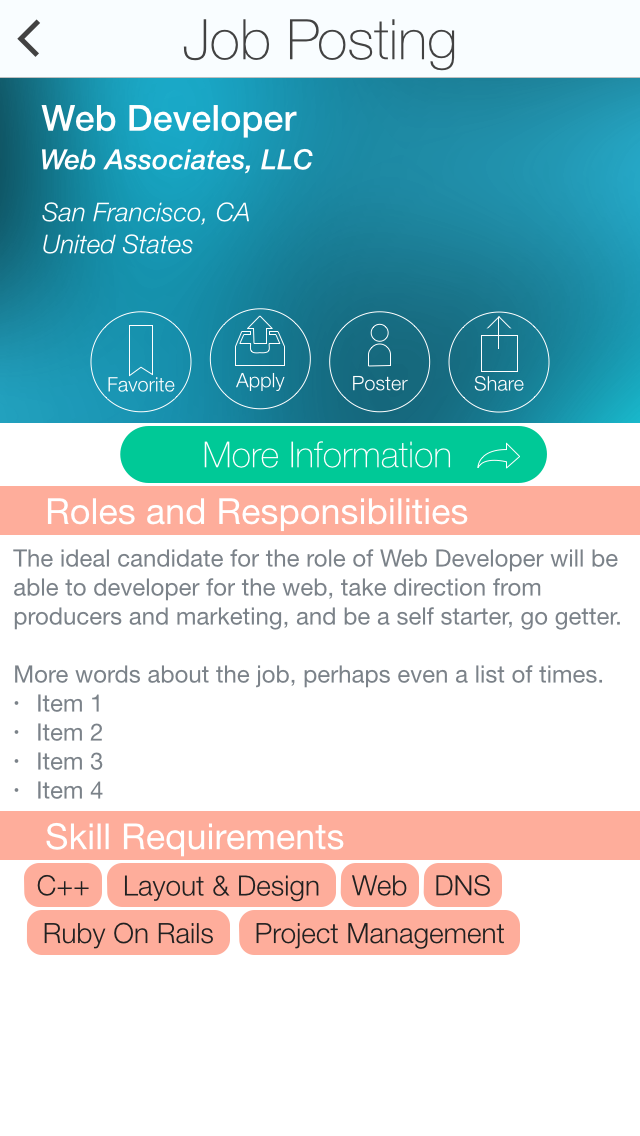 Job Posting
Web Developer
Web Associates, LLC
San Francisco, CA
United States
Favorite Apply Poster Share
More Information
Roles and Responsibilities
The ideal candidate for the role of Web Developer will be
able to developer for the web, take direction from
producers and marketing, and be a self starter, go getter.
More words about the job, perhaps even a list of times.
• Item 1
• Item 2
• Item 3
• Item 4
Skill Requirements
C++ Layout & Design Web DNS
Ruby On Rails Project Management